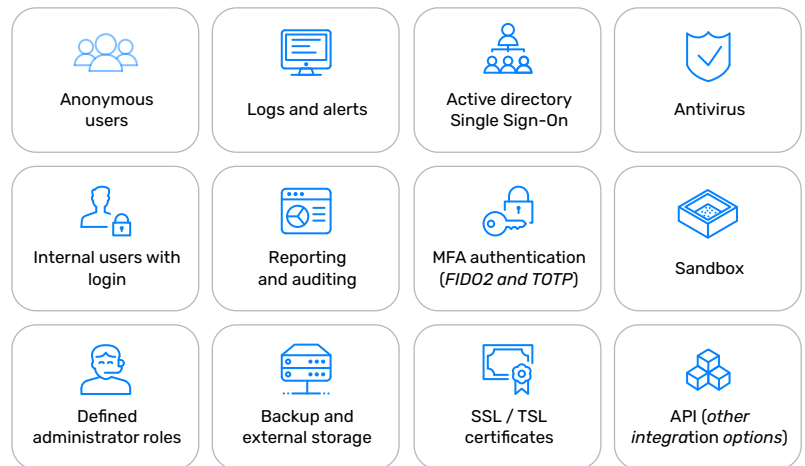 Anonymous
users
Logs and alerts
Active directory
Single Sign-On
Antivirus
Internal users with
login
Reporting
and auditing
MFA authentication
(FIDO2 and TOTP)
Sandbox
Defined
administrator roles
Backup and
external storage
SSL / TSL
certificates
API (other
integration options)